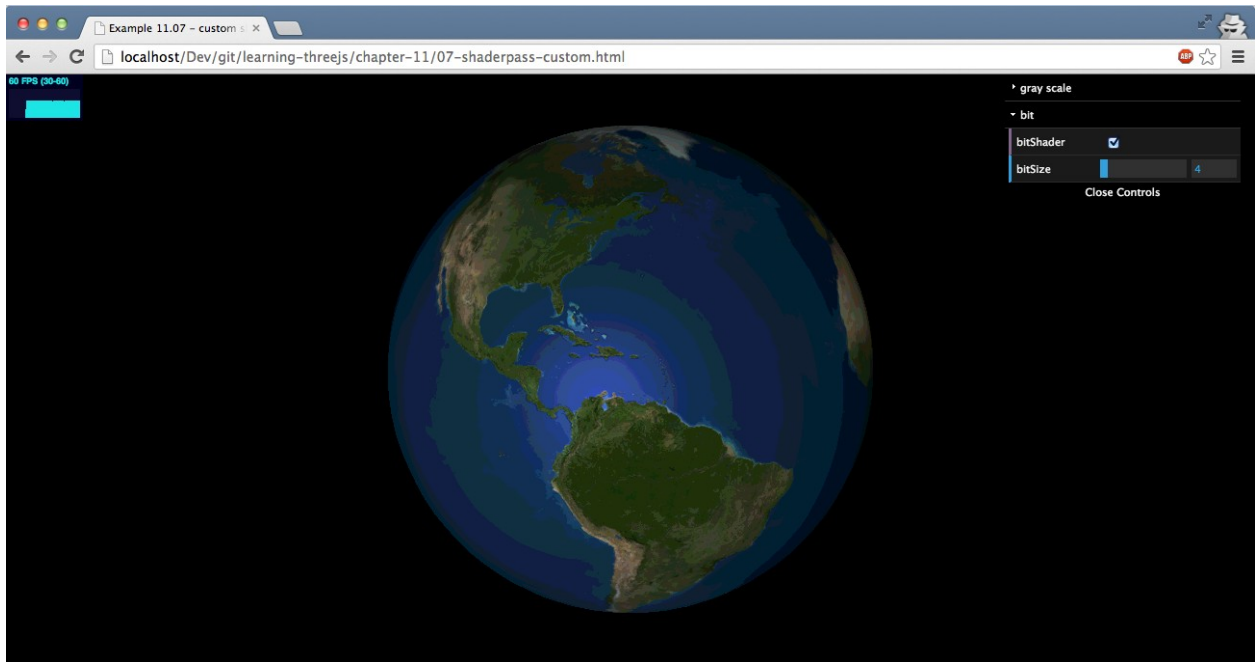 Example 11.07 – custom s
localhost/Dev/git/learning-threejs/chapter-11/07-shaderpass-custom.html
ABP
60 FPS (30-60)
gray scale
bit
bitShader
bitSize 4
Close Controls